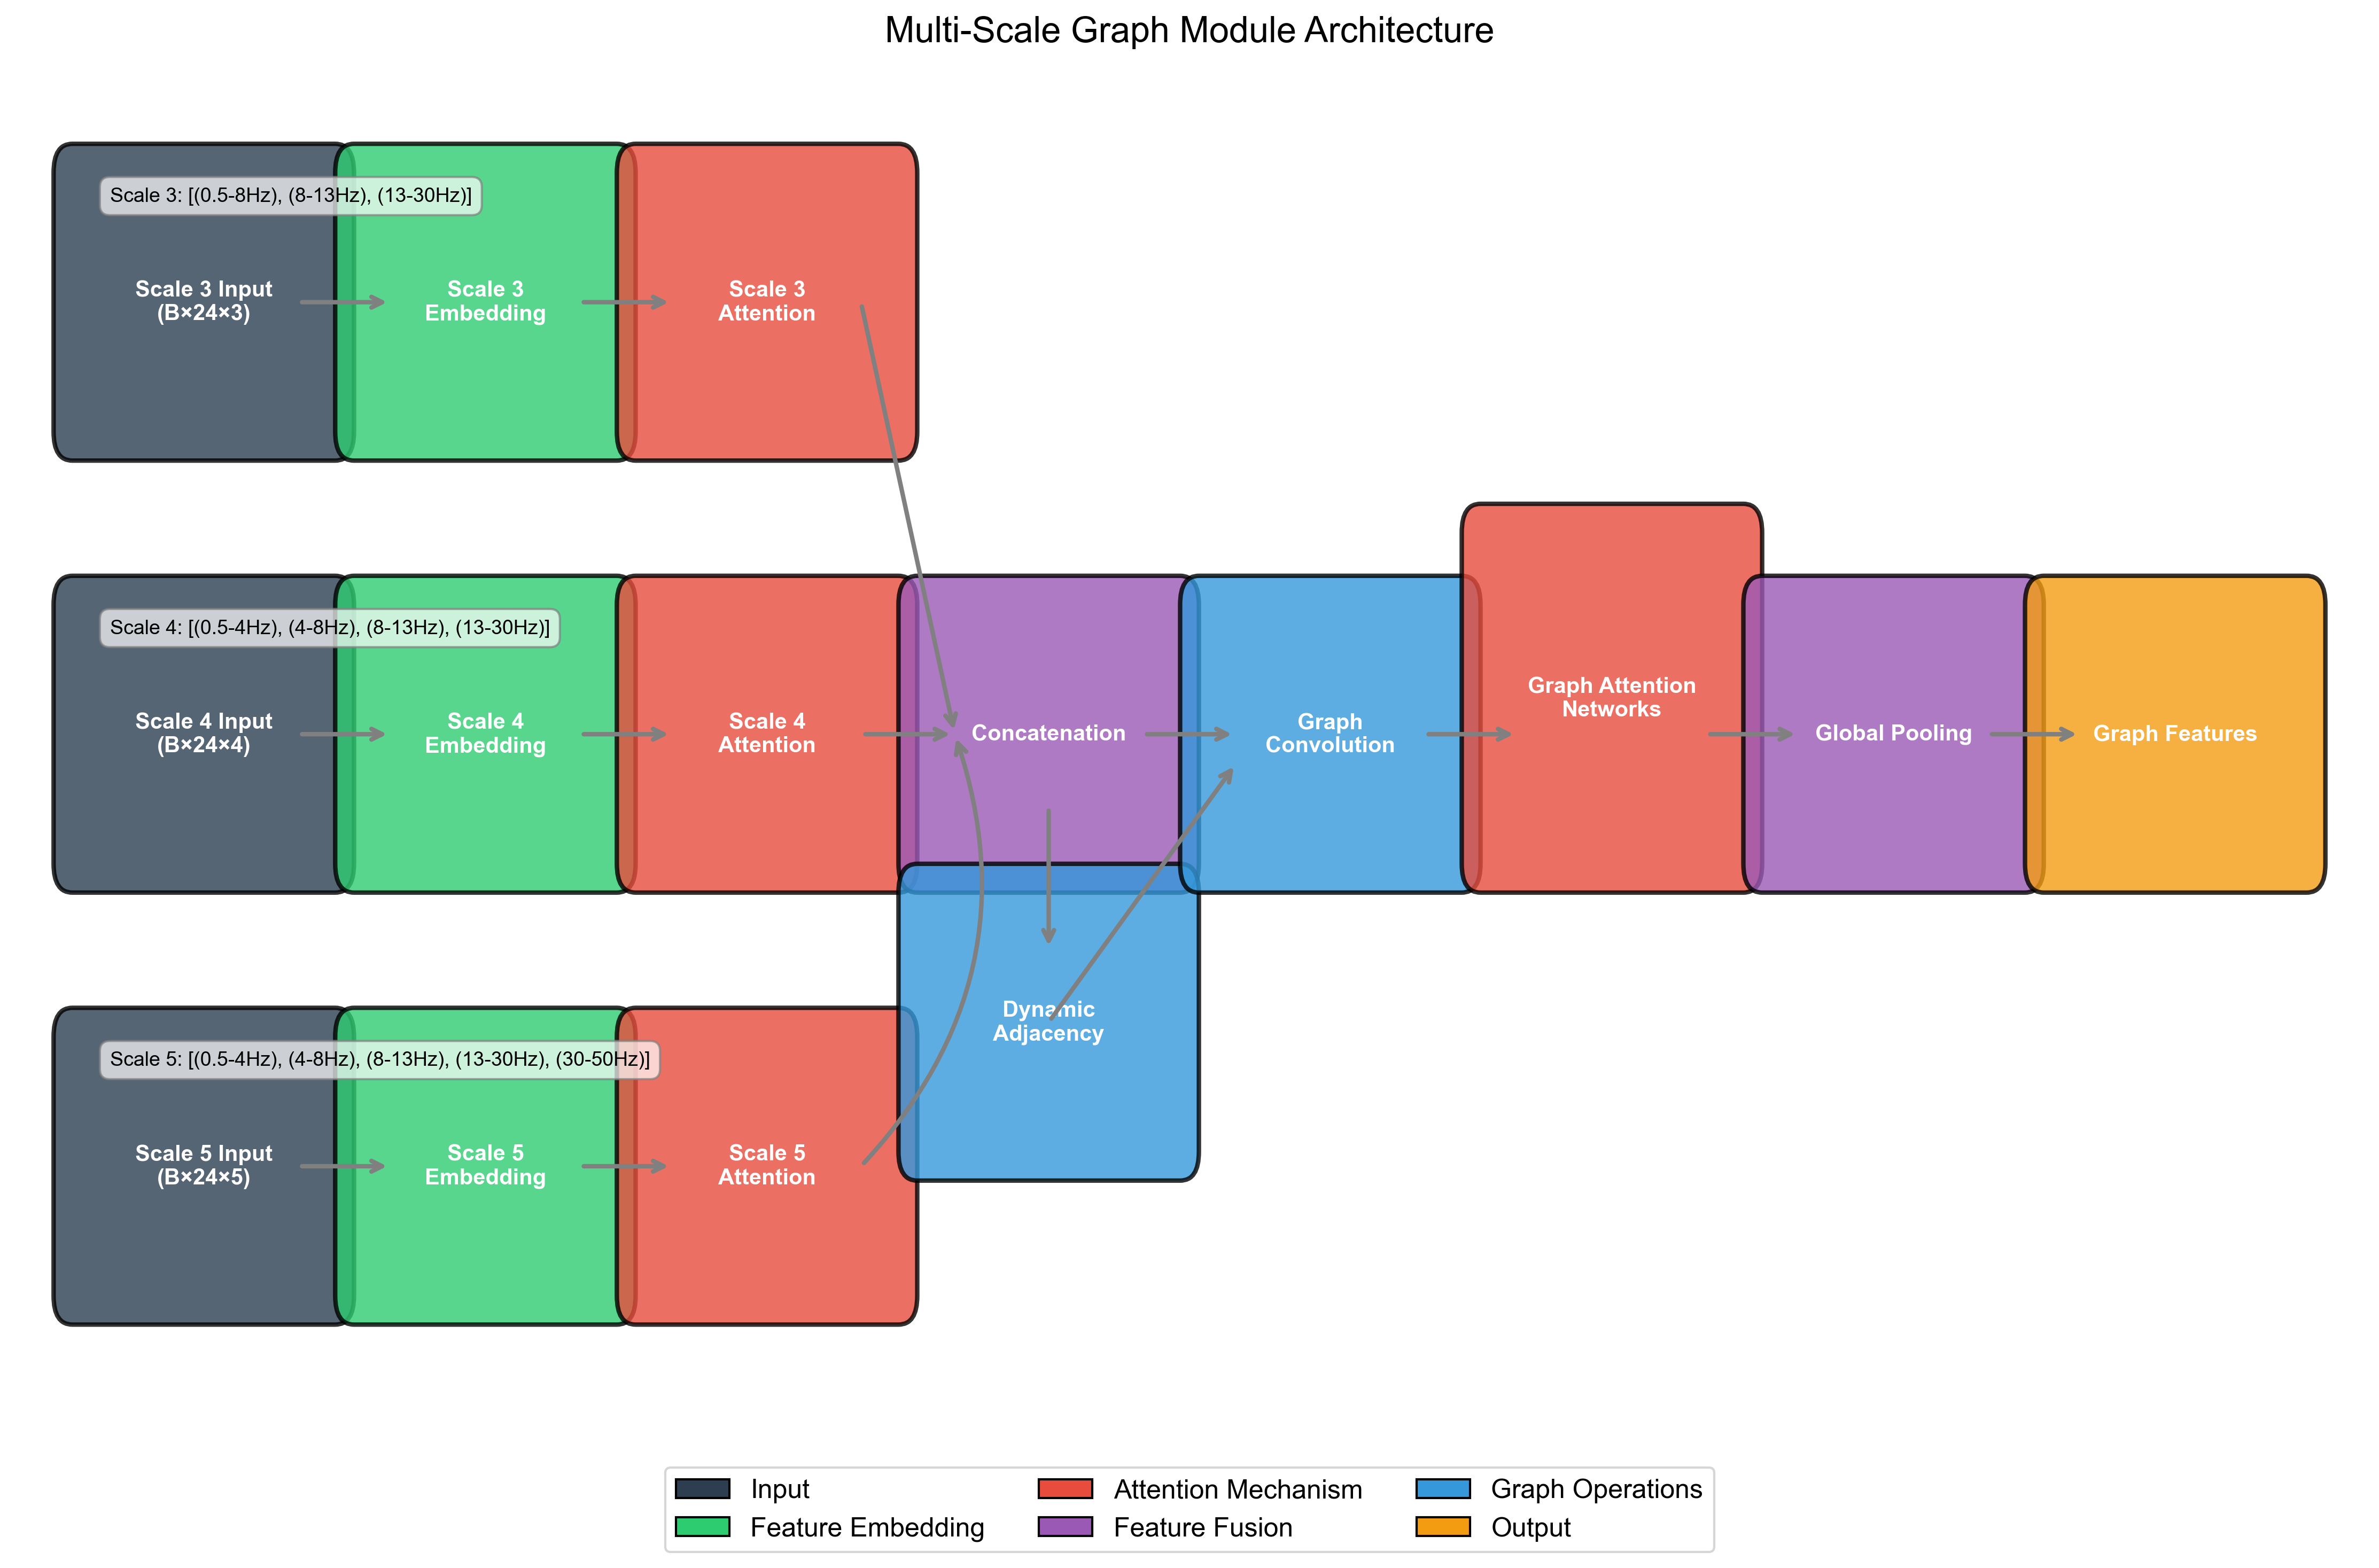 Multi-Scale Graph Module Architecture
Scale 3: [(0.5-8Hz), (8-13Hz), (13-30Hz)]
Scale 3 Input
(B×24×3)
Scale 3
Embedding
Scale 3
Attention
Scale 4: [(0.5-4Hz), (4-8Hz), (8-13Hz), (13-30Hz)]
Scale 4 Input
(B×24×4)
Scale 4
Embedding
Scale 4
Attention
Concatenation
Graph
Convolution
Graph Attention
Networks
Global Pooling
Graph Features
Dynamic
Adjacency
Scale 5: [(0.5-4Hz), (4-8Hz), (8-13Hz), (13-30Hz), (30-50Hz)]
Scale 5 Input
(B×24×5)
Scale 5
Embedding
Scale 5
Attention
Input
Feature Embedding
Attention Mechanism
Feature Fusion
Graph Operations
Output